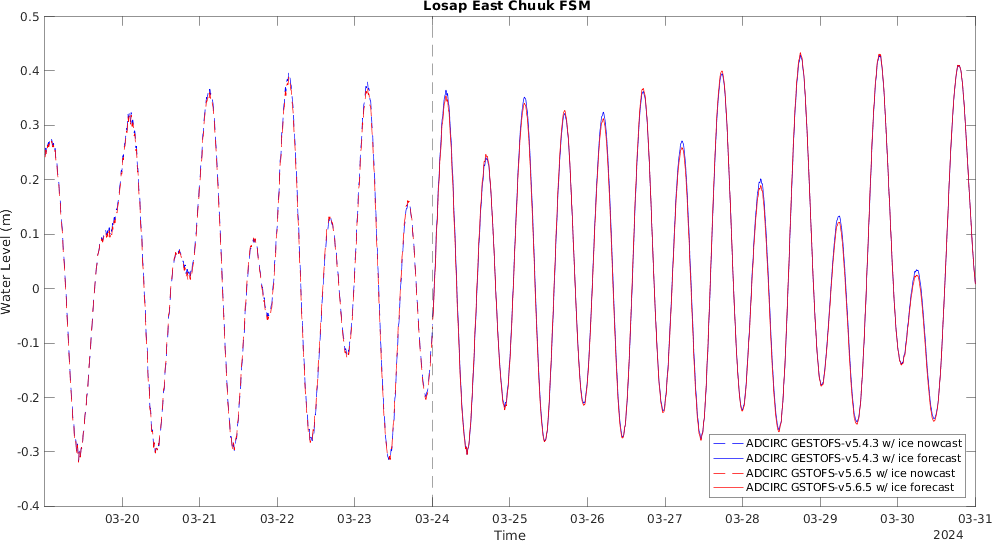 Losap East Chuuk FSM
0.5
0.4
0.3
0.2
0.1
0
-0.1
-0.2
-0.3
-0.4
Water Level (m)
ADCIRC GESTOFS-v5.4.3 w/ ice nowcast
ADCIRC GESTOFS-v5.4.3 w/ ice forecast
ADCIRC GSTOFS-v5.6.5 w/ ice nowcast
ADCIRC GSTOFS-v5.6.5 w/ ice forecast
03-20 03-21 03-22 03-23 03-24 03-25 03-26 03-27 03-28 03-29 03-30 03-31
Time
2024